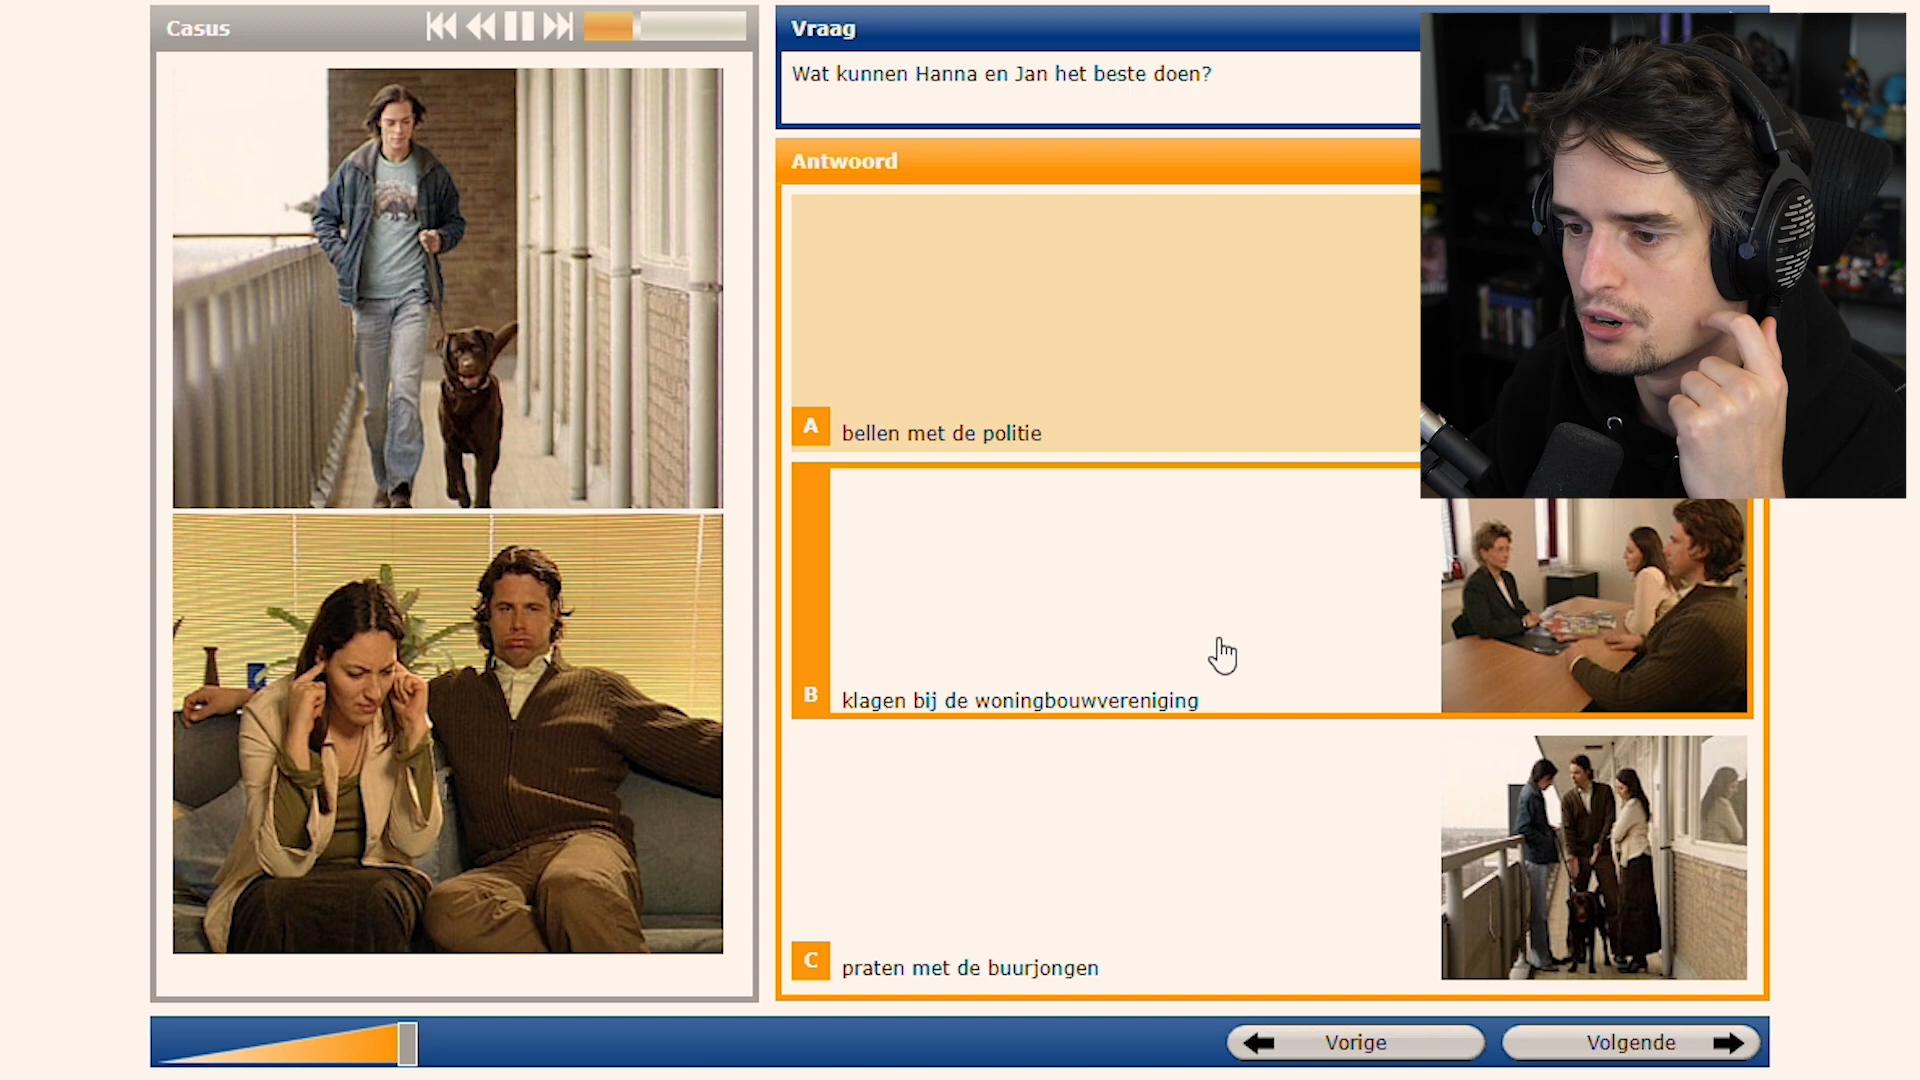 Casus
Vraag
Wat kunnen Hanna en Jan het beste doen?
Antwoord
A bellen met de politie
B klagen bij de woningbouwvereniging
C praten met de buurjongen
Vorige
Volgende